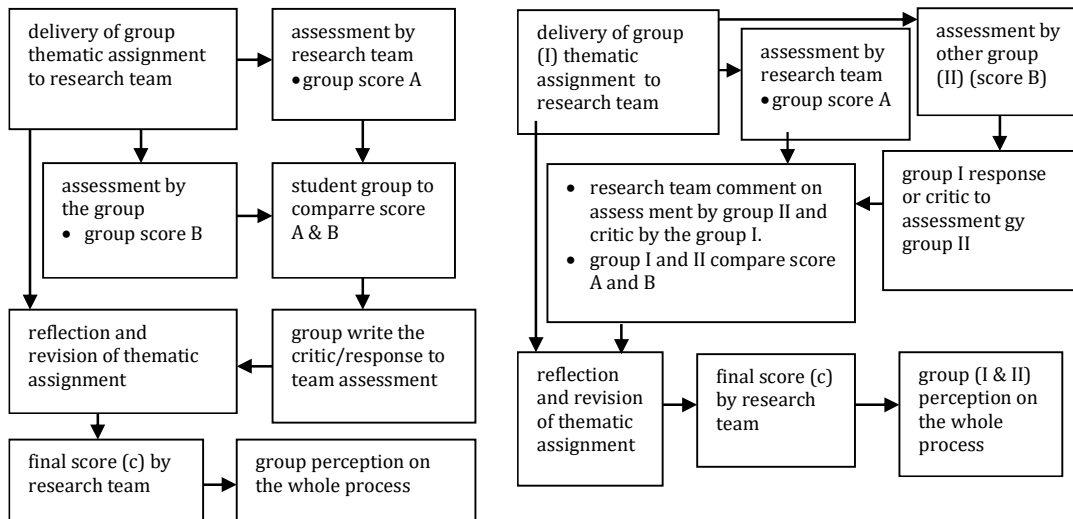 delivery of group
thematic assignment
to research team
assessment by
research team
• group score A
assessment by
the group
• group score B
student group to
comparre score
A & B
reflection and
revision of thematic
assignment
group write the
critic/response to
team assessment
final score (c) by
research team
group perception on
the whole process
delivery of group
(I) thematic
assignment to
research team
assessment by
research team
• group score A
assessment by
other group
(II) (score B)
• research team comment on
assess ment by group II and
critic by the group I.
• group I and II compare score
A and B
group I response
or critic to
assessment gy
group II
reflection
and revision
of thematic
assignment
final score (c)
by research
team
group (I & II)
perception on
the whole
process